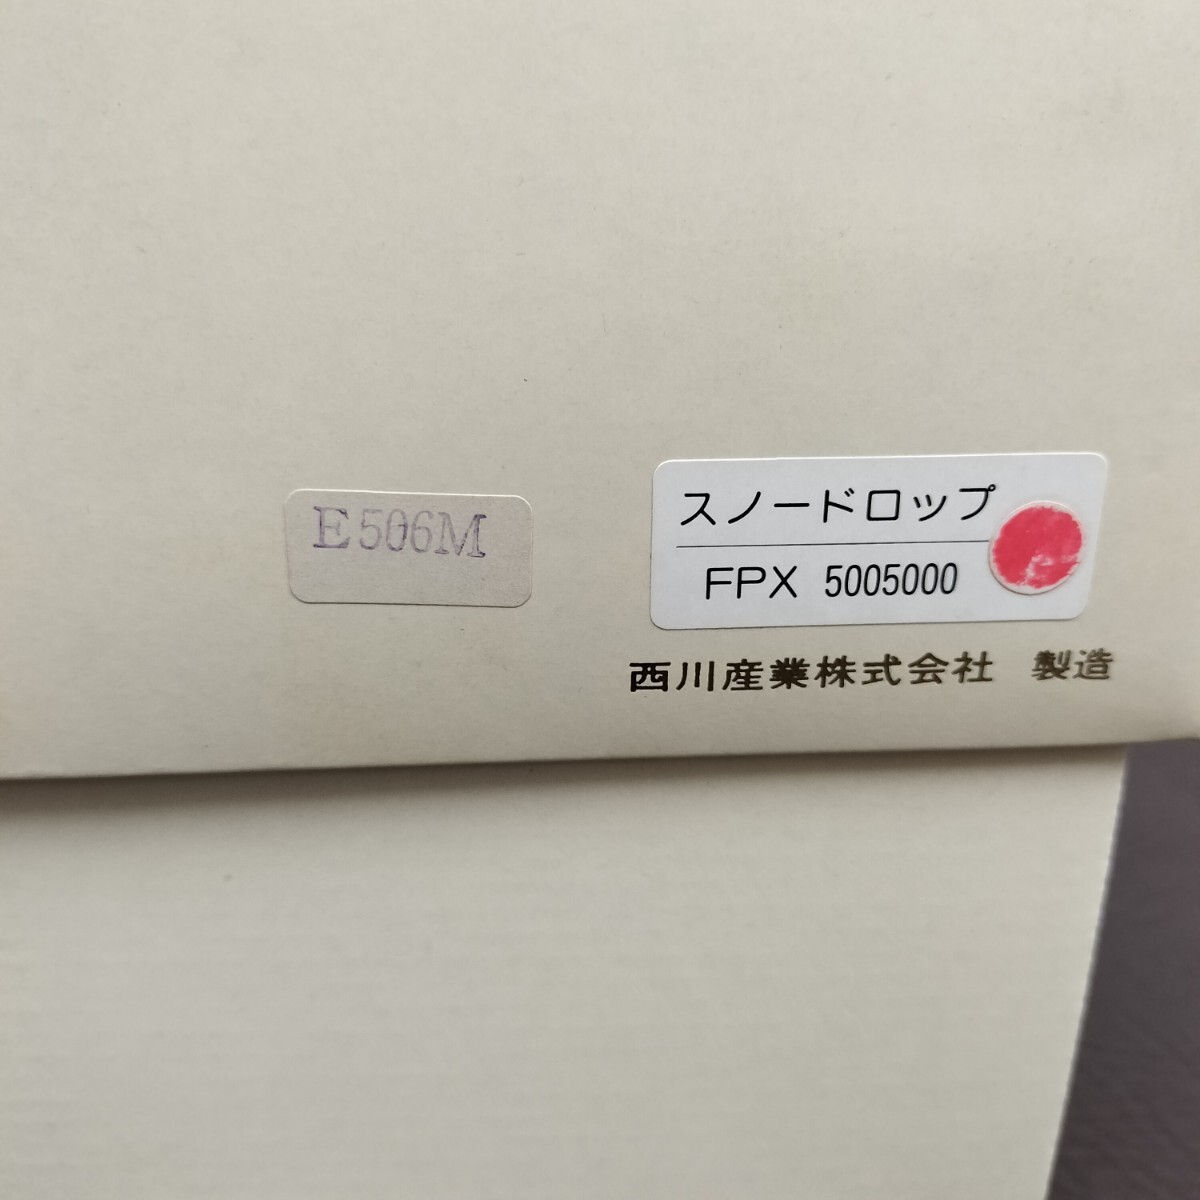 E506M
スノードロップ
FPX 5005000
西川産業株式会社 製造